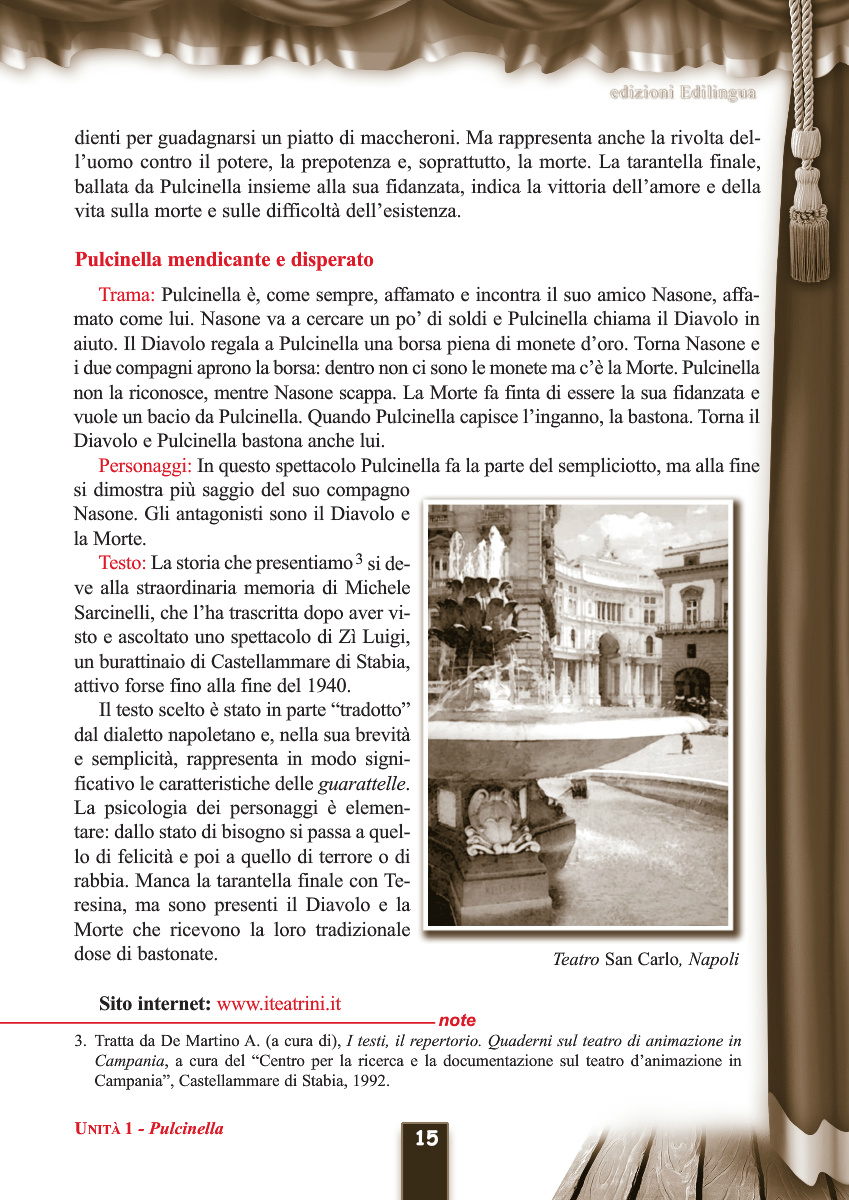 edizioni Edilingua
dienti per guadagnarsi un piatto di maccheroni. Ma rappresenta anche la rivolta del-
l’uomo contro il potere, la prepotenza e, soprattutto, la morte. La tarantella finale,
ballata da Pulcinella insieme alla sua fidanzata, indica la vittoria dell’amore e della
vita sulla morte e sulle difficoltà dell’esistenza.
Pulcinella mendicante e disperato
Trama: Pulcinella è, come sempre, affamato e incontra il suo amico Nasone, affa-
mato come lui. Nasone va a cercare un po’ di soldi e Pulcinella chiama il Diavolo in
aiuto. Il Diavolo regala a Pulcinella una borsa piena di monete d’oro. Torna Nasone e
i due compagni aprono la borsa: dentro non ci sono le monete ma c’è la Morte. Pulcinella
non la riconosce, mentre Nasone scappa. La Morte fa finta di essere la sua fidanzata e
vuole un bacio da Pulcinella. Quando Pulcinella capisce l’inganno, la bastona. Torna il
Diavolo e Pulcinella bastona anche lui.
Personaggi: In questo spettacolo Pulcinella fa la parte del sempliciotto, ma alla fine
si dimostra più saggio del suo compagno
Nasone. Gli antagonisti sono il Diavolo e
la Morte.
Testo: La storia che presentiamo3 si de-
ve alla straordinaria memoria di Michele
Sarcinelli, che l’ha trascritta dopo aver vi-
sto e ascoltato uno spettacolo di Zì Luigi,
un burattinaio di Castellammare di Stabia,
attivo forse fino alla fine del 1940.
Il testo scelto è stato in parte “tradotto”
dal dialetto napoletano e, nella sua brevità
e semplicità, rappresenta in modo signi-
ficativo le caratteristiche delle guarattelle.
La psicologia dei personaggi è elemen-
tare: dallo stato di bisogno si passa a quel-
lo di felicità e poi a quello di terrore o di
rabbia. Manca la tarantella finale con Te-
resina, ma sono presenti il Diavolo e la
Morte che ricevono la loro tradizionale
dose di bastonate.
Teatro San Carlo, Napoli
Sito internet: www.iteatrini.it
note
3. Tratta da De Martino A. (a cura di), I testi, il repertorio. Quaderni sul teatro di animazione in
Campania, a cura del “Centro per la ricerca e la documentazione sul teatro d’animazione in
Campania”, Castellammare di Stabia, 1992.
UNITÀ 1 - Pulcinella
15